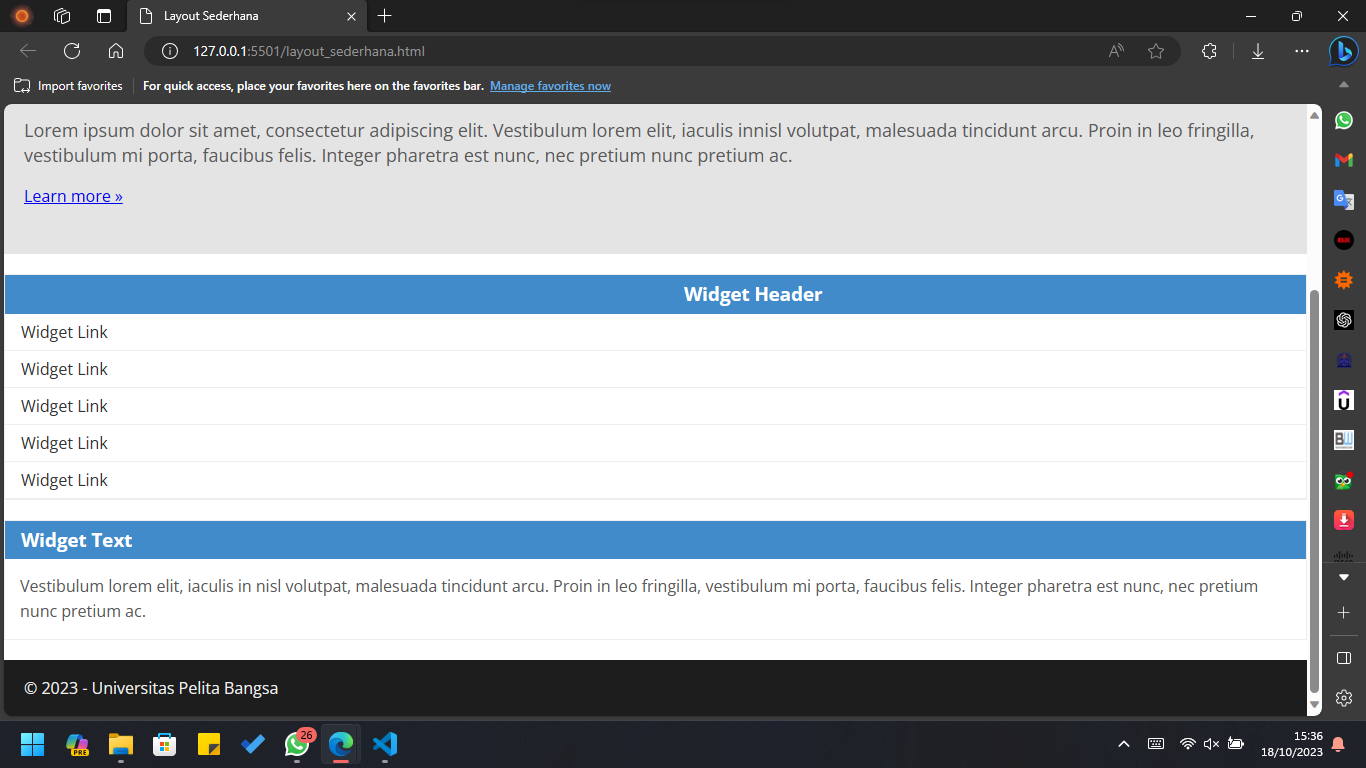 Layout Sederhana
127.0.0.1:5501/layout_sederhana.html
Import favorites
For quick access, place your favorites here on the favorites bar. Manage favorites now
Lorem ipsum dolor sit amet, consectetur adipiscing elit. Vestibulum lorem elit, iaculis innisl volutpat, malesuada tincidunt arcu. Proin in leo fringilla,
vestibulum mi porta, faucibus felis. Integer pharetra est nunc, nec pretium nunc pretium ac.
Learn more »
Widget Header
Widget Link
Widget Link
Widget Link
Widget Link
Widget Link
Widget Text
Vestibulum lorem elit, iaculis in nisl volutpat, malesuada tincidunt arcu. Proin in leo fringilla, vestibulum mi porta, faucibus felis. Integer pharetra est nunc, nec pretium
nunc pretium ac.
© 2023 - Universitas Pelita Bangsa
PRE
26
15:36
18/10/2023